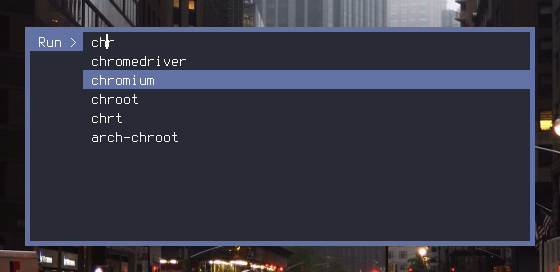 Run > chr
chromedriver
chromium
chroot
chrt
arch-chroot